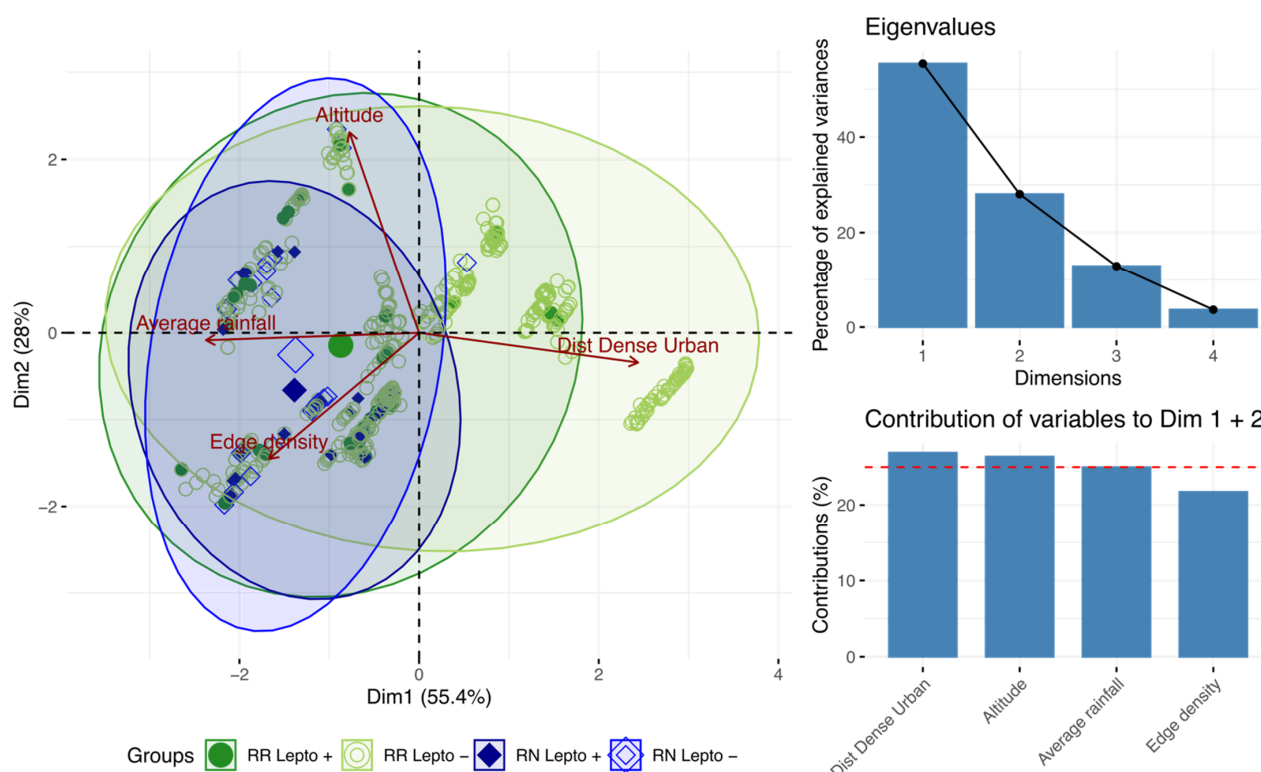 Eigenvalues
Percentage of explained variances
40
20
0
1 2 3 4
Dimensions
Altitude
Average rainfall
Dist Dense Urban
Edge density
Dim2 (28%)
2
0
−2
−2 0 2 4
Dim1 (55.4%)
Groups RR Lepto + RR Lepto − RN Lepto + RN Lepto −
Contribution of variables to Dim 1 + 2
Contributions (%)
20
10
0
Dist Dense Urban
Altitude
Average rainfall
Edge density